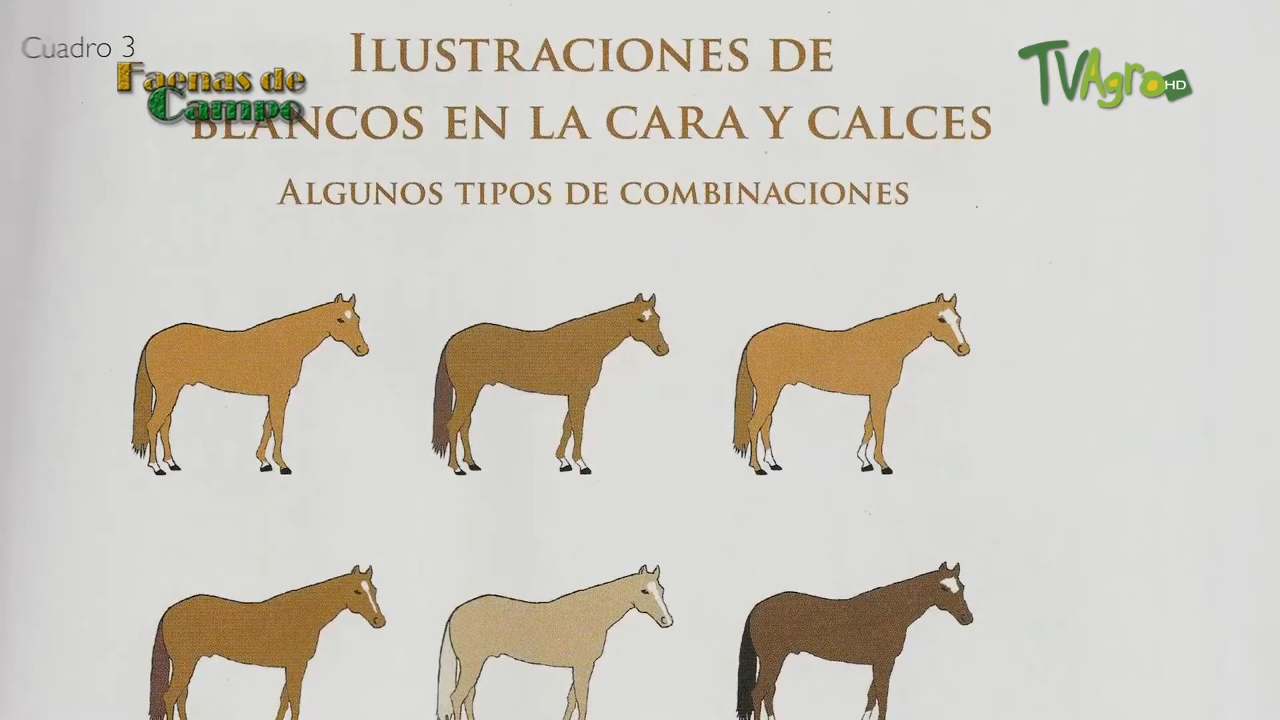 Cuadro 3
ILUSTRACIONES DE
Faenas de
Campo
BLANCOS EN LA CARA Y CALCES
TVAgro HD
ALGUNOS TIPOS DE COMBINACIONES